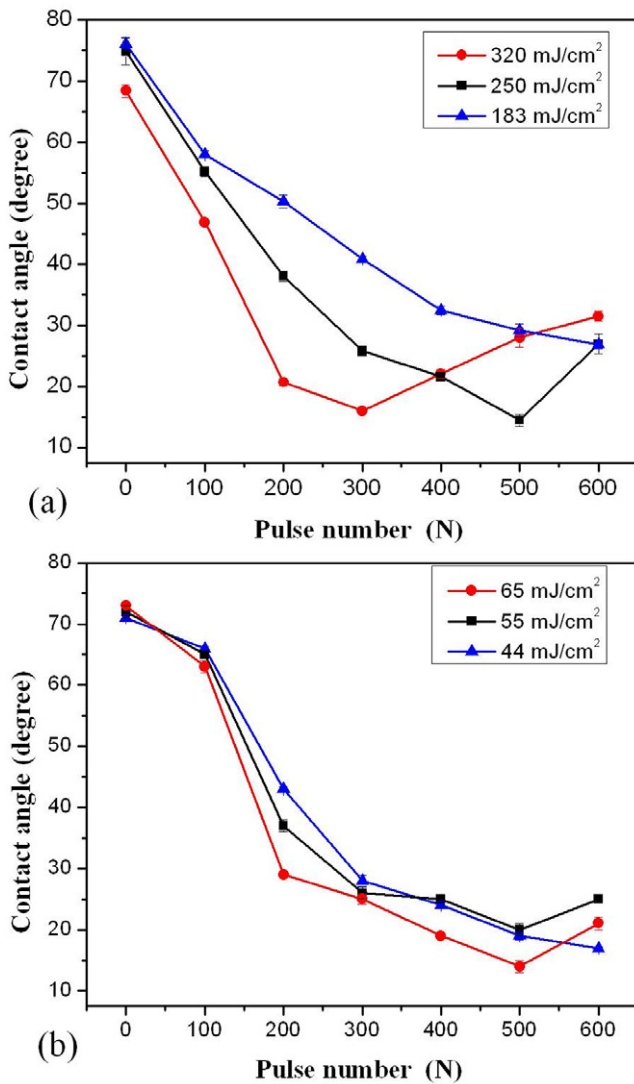 80
70
60
50
40
30
20
10
Contact angle (degree)
320 mJ/cm²
250 mJ/cm²
183 mJ/cm²
0 100 200 300 400 500 600
(a)
Pulse number (N)
80
70
60
50
40
30
20
10
Contact angle (degree)
65 mJ/cm²
55 mJ/cm²
44 mJ/cm²
0 100 200 300 400 500 600
(b)
Pulse number (N)